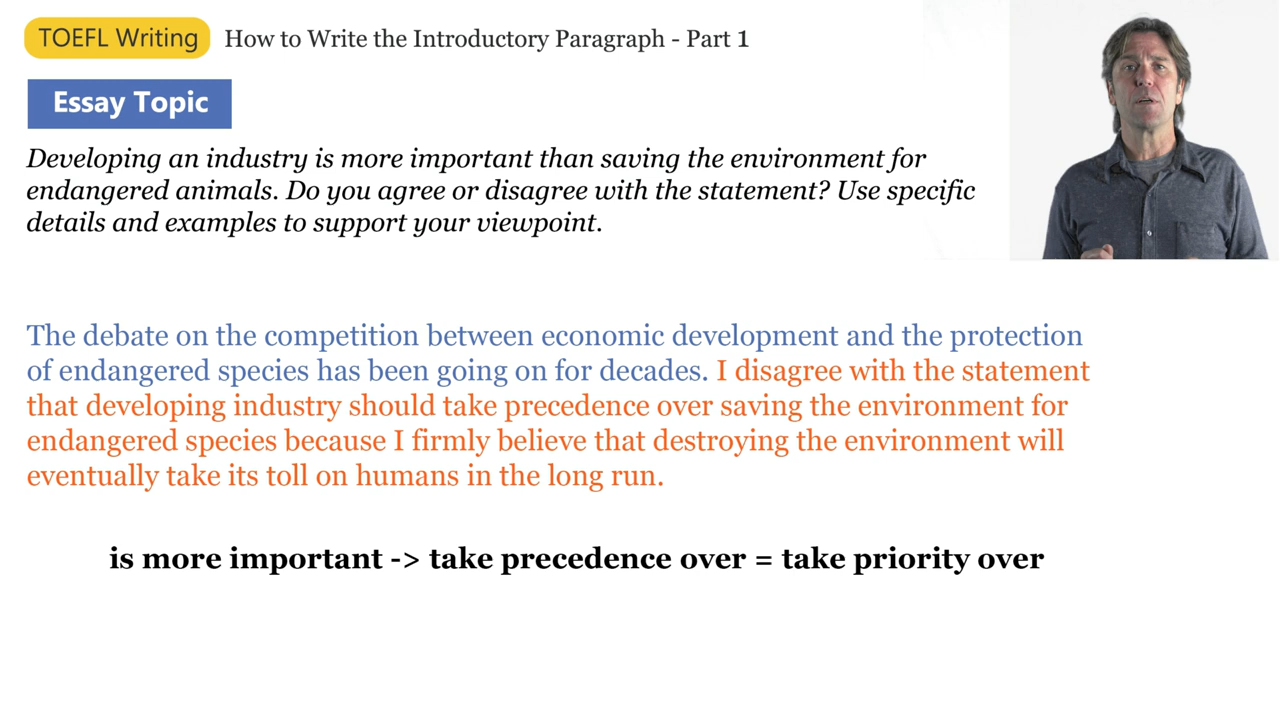 TOEFL Writing How to Write the Introductory Paragraph - Part 1
Essay Topic
Developing an industry is more important than saving the environment for
endangered animals. Do you agree or disagree with the statement? Use specific
details and examples to support your viewpoint.
The debate on the competition between economic development and the protection
of endangered species has been going on for decades. I disagree with the statement
that developing industry should take precedence over saving the environment for
endangered species because I firmly believe that destroying the environment will
eventually take its toll on humans in the long run.
is more important -> take precedence over = take priority over